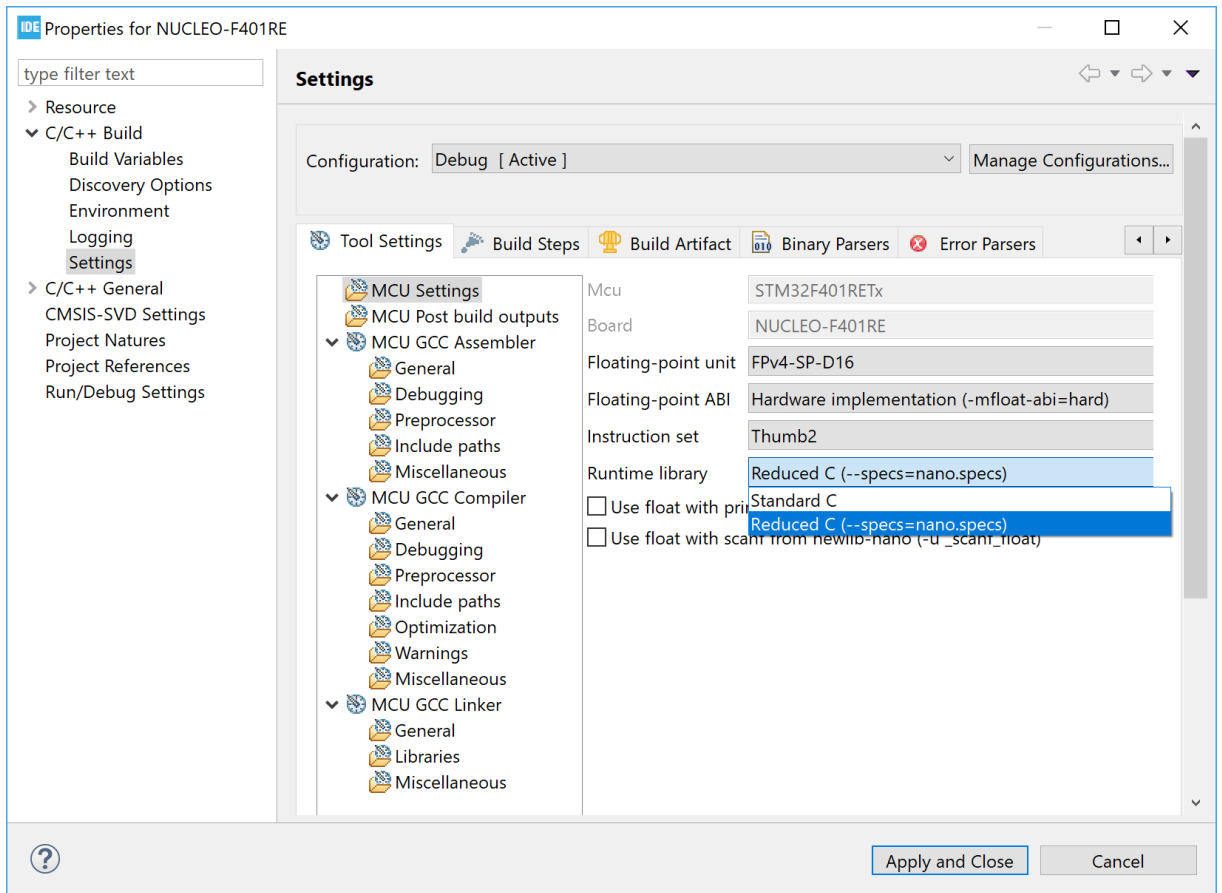 IDE Properties for NUCLEO-F401RE
type filter text
Resource
C/C++ Build
Build Variables
Discovery Options
Environment
Logging
Settings
C/C++ General
CMSIS-SVD Settings
Project Natures
Project References
Run/Debug Settings
Settings
Configuration: Debug [ Active ] Manage Configurations...
Tool Settings Build Steps Build Artifact 010 Binary Parsers Error Parsers
MCU Settings
MCU Post build outputs
MCU GCC Assembler
General
Debugging
Preprocessor
Include paths
Miscellaneous
MCU GCC Compiler
General
Debugging
Preprocessor
Include paths
Optimization
Warnings
Miscellaneous
MCU GCC Linker
General
Libraries
Miscellaneous
Mcu STM32F401RETx
Board NUCLEO-F401RE
Floating-point unit FPv4-SP-D16
Floating-point ABI Hardware implementation (-mfloat-abi=hard)
Instruction set Thumb2
Runtime library Reduced C (--specs=nano.specs)
Standard C
Reduced C (--specs=nano.specs)
Use float with prin
Use float with scanf from newlib-nano (-u _scanf_float)
? Apply and Close Cancel